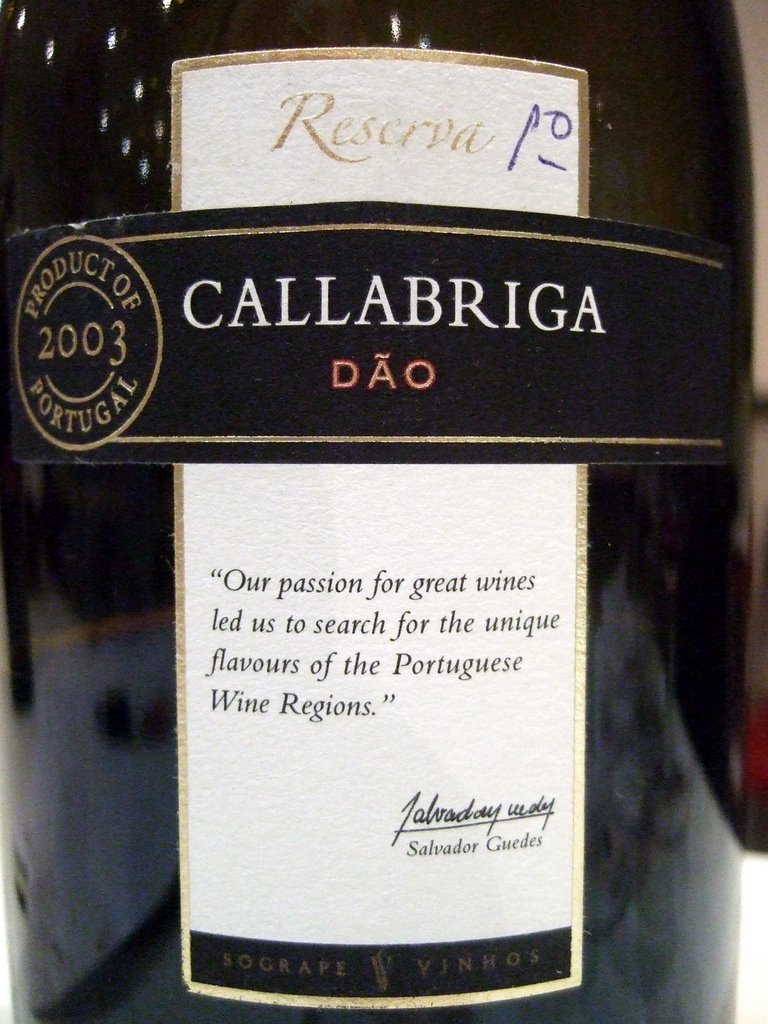 Reserva
CALLABRIGA
DÃO
PRODUCT OF
2003
PORTUGAL
“Our passion for great wines
led us to search for the unique
flavours of the Portuguese
Wine Regions.”
Salvador Guedes
SOGRAPE VINHOS